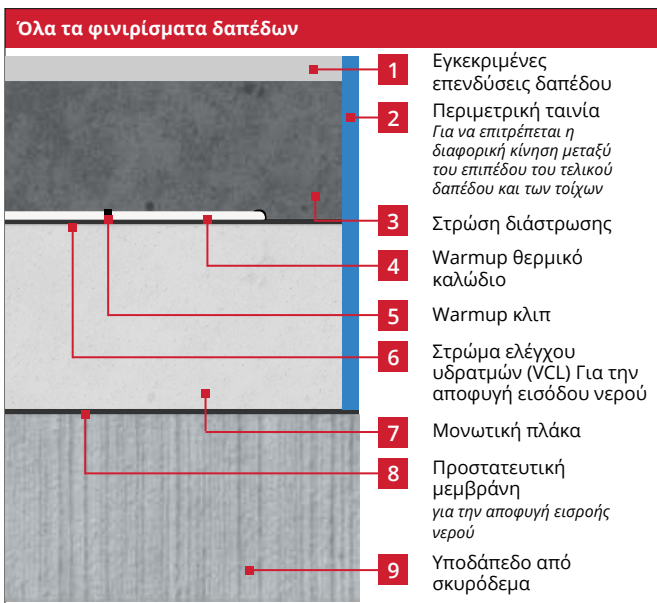 Όλα τα φινιρίσματα δαπέδων
1 Εγκεκριμένες
επενδύσεις δαπέδου
2 Περιμετρική ταινία
Για να επιτρέπεται η
διαφορική κίνηση μεταξύ
του επιπέδου του τελικού
δαπέδου και των τοίχων
3 Στρώση διάστρωσης
4 Warmup θερμικό
καλώδιο
5 Warmup κλιπ
6 Στρώμα ελέγχου
υδρατμών (VCL) Για την
αποφυγή εισόδου νερού
7 Μονωτική πλάκα
8 Προστατευτική
μεμβράνη
για την αποφυγή εισροής
νερού
9 Υποδάπεδο από
σκυρόδεμα